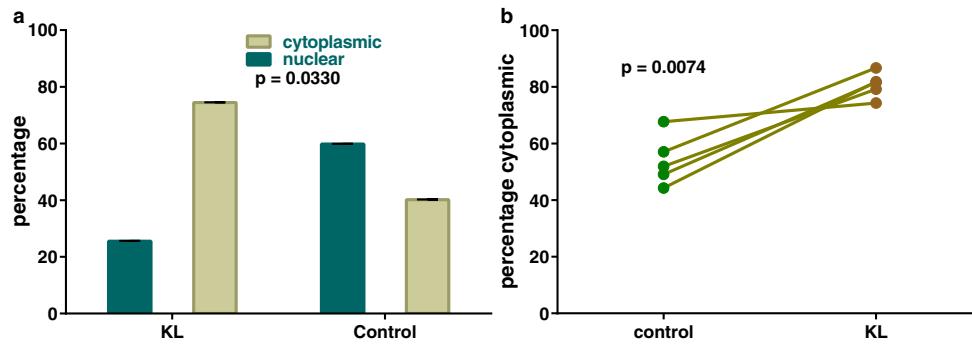 a
percentage
100
80
60
40
20
0
cytoplasmic
nuclear
p = 0.0330
KL
Control
b
percentage cytoplasmic
100
80
60
40
20
0
p = 0.0074
control
KL